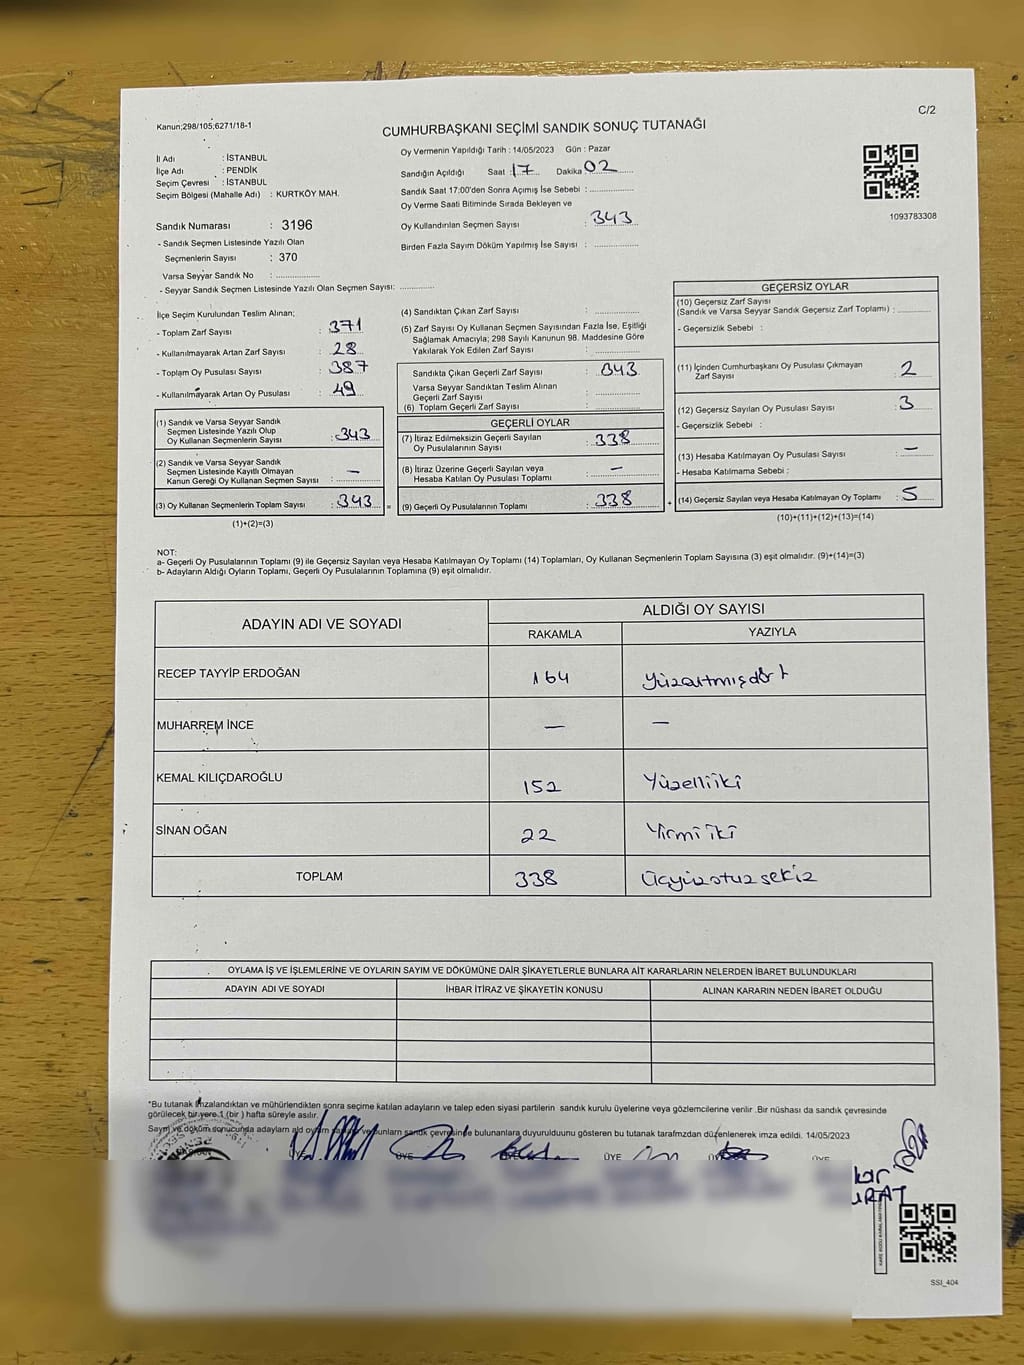 C/2
Kanun;298/105;6271/18-1
CUMHURBAŞKANI SEÇİMİ SANDIK SONUÇ TUTANAĞI
İl Adı : İSTANBUL
İlçe Adı : PENDİK
Seçim Çevresi : İSTANBUL
Seçim Bölgesi (Mahalle Adı) : KURTKÖY MAH.
Oy Vermenin Yapıldığı Tarih : 14/05/2023 Gün : Pazar
Sandığın Açıldığı Saat : 17 Dakika 02
Sandık Saat 17:00'den Sonra Açımış İse Sebebi :
Oy Verme Saati Bitiminde Sırada Bekleyen ve
Oy Kullandırılan Seçmen Sayısı : 343
Birden Fazla Sayım Döküm Yapılmış İse Sayısı :
1093783308
Sandık Numarası : 3196
- Sandık Seçmen Listesinde Yazılı Olan
Seçmenlerin Sayısı : 370
Varsa Seyyar Sandık No :
- Seyyar Sandık Seçmen Listesinde Yazılı Olan Seçmen Sayısı:
İlçe Seçim Kurulundan Teslim Alınan;
- Toplam Zarf Sayısı : 371
- Kullanılmayarak Artan Zarf Sayısı : 28
- Toplam Oy Pusulası Sayısı : 387
- Kullanılmayarak Artan Oy Pusulası : 49
(1) Sandık ve Varsa Seyyar Sandık
Seçmen Listesinde Yazılı Olup
Oy Kullanan Seçmenlerin Sayısı : 343
(2) Sandık ve Varsa Seyyar Sandık
Seçmen Listesinde Kayıtlı Olmayan
Kanun Gereği Oy Kullanan Seçmen Sayısı : —
(3) Oy Kullanan Seçmenlerin Toplam Sayısı : 343 =
(1)+(2)=(3)
(4) Sandıktan Çıkan Zarf Sayısı :
(5) Zarf Sayısı Oy Kullanan Seçmen Sayısından Fazla İse, Eşitliği
Sağlamak Amacıyla; 298 Sayılı Kanunun 98. Maddesine Göre
Yakılarak Yok Edilen Zarf Sayısı :
Sandıkta Çıkan Geçerli Zarf Sayısı : 343
Varsa Seyyar Sandıktan Teslim Alınan
Geçerli Zarf Sayısı :
(6) Toplam Geçerli Zarf Sayısı :
GEÇERLİ OYLAR
(7) İtiraz Edilmeksizin Geçerli Sayılan
Oy Pusulalarının Sayısı : 338
(8) İtiraz Üzerine Geçerli Sayılan veya
Hesaba Katılan Oy Pusulası Toplamı : —
(9) Geçerli Oy Pusulalarının Toplamı : 338 +
GEÇERSİZ OYLAR
(10) Geçersiz Zarf Sayısı
(Sandık ve Varsa Seyyar Sandık Geçersiz Zarf Toplamı) :
- Geçersizlik Sebebi :
(11) İçinden Cumhurbaşkanı Oy Pusulası Çıkmayan
Zarf Sayısı : 2
(12) Geçersiz Sayılan Oy Pusulası Sayısı : 3
- Geçersizlik Sebebi :
(13) Hesaba Katılmayan Oy Pusulası Sayısı : —
- Hesaba Katılmama Sebebi :
(14) Geçersiz Sayılan veya Hesaba Katılmayan Oy Toplamı : 5
(10)+(11)+(12)+(13)=(14)
NOT:
a- Geçerli Oy Pusulalarının Toplamı (9) ile Geçersiz Sayılan veya Hesaba Katılmayan Oy Toplamı (14) Toplamları, Oy Kullanan Seçmenlerin Toplam Sayısına (3) eşit olmalıdır. (9)+(14)=(3)
b- Adayların Aldığı Oyların Toplamı, Geçerli Oy Pusulalarının Toplamına (9) eşit olmalıdır.
ADAYIN ADI VE SOYADI
ALDIĞI OY SAYISI
RAKAMLA YAZIYLA
RECEP TAYYİP ERDOĞAN 164 Yüzaltmışdört
MUHARREM İNCE — —
KEMAL KILIÇDAROĞLU 152 Yüzelliiki
SİNAN OĞAN 22 Yirmi iki
TOPLAM 338 Üçyüzotuzsekiz
OYLAMA İŞ VE İŞLEMLERİNE VE OYLARIN SAYIM VE DÖKÜMÜNE DAİR ŞİKAYETLERLE BUNLARA AİT KARARLARIN NELERDEN İBARET BULUNDUKLARI
ADAYIN ADI VE SOYADI İHBAR İTİRAZ VE ŞİKAYETİN KONUSU ALINAN KARARIN NEDEN İBARET OLDUĞU
*Bu tutanak İmzalandıktan ve mühürlendikten sonra seçime katılan adayların ve talep eden siyasi partilerin sandık kurulu üyelerine veya gözlemcilerine verilir .Bir nüshası da sandık çevresinde
görülecek bir yere 1 (bir ) hafta süreyle asılır.
Sayım ve döküm sonucunda adayların bunların sandık çevresinde bulunanlara duyurulduunu gösteren bu tutanak tarafmzdan düzenlenerek imza edildi. 14/05/2023
ÜYE
SSİ_404